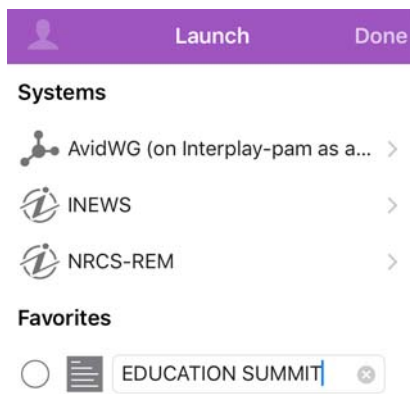 Launch Done
Systems
AvidWG (on Interplay-pam as a...
INEWS
NRCS-REM
Favorites
EDUCATION SUMMIT